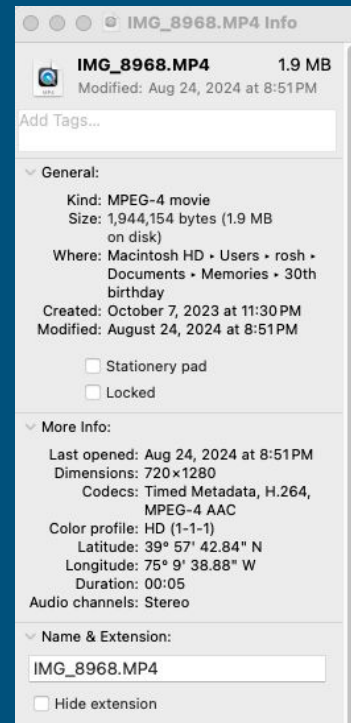 IMG_8968.MP4 Info
IMG_8968.MP4 1.9 MB
Modified: Aug 24, 2024 at 8:51 PM
Add Tags...
General:
Kind: MPEG-4 movie
Size: 1,944,154 bytes (1.9 MB
on disk)
Where: Macintosh HD ▸ Users ▸ rosh ▸
Documents ▸ Memories ▸ 30th
birthday
Created: October 7, 2023 at 11:30 PM
Modified: August 24, 2024 at 8:51 PM
Stationery pad
Locked
More Info:
Last opened: Aug 24, 2024 at 8:51 PM
Dimensions: 720×1280
Codecs: Timed Metadata, H.264,
MPEG-4 AAC
Color profile: HD (1-1-1)
Latitude: 39° 57' 42.84" N
Longitude: 75° 9' 38.88" W
Duration: 00:05
Audio channels: Stereo
Name & Extension:
IMG_8968.MP4
Hide extension